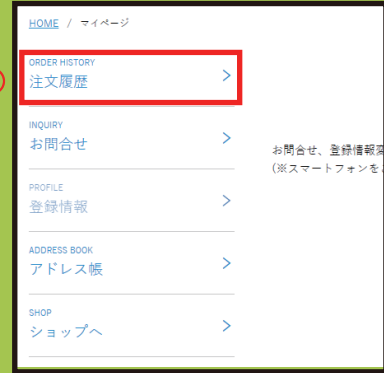 HOME / マイページ
ORDER HISTORY
注文履歴
INQUIRY
お問合せ
PROFILE
登録情報
ADDRESS BOOK
アドレス帳
SHOP
ショップへ
お問合せ、登録情報変
(※スマートフォンをご